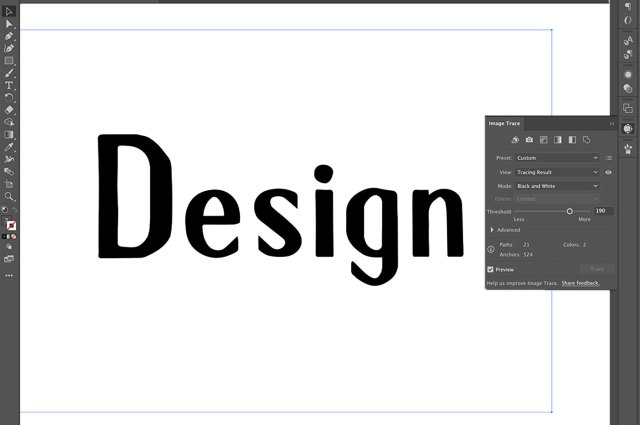 Design
Image Trace
Preset: Custom
View: Tracing Result
Mode: Black and White
Palette: Limited
Threshold: 190
Less More
Advanced
Paths: 21 Colors: 2
Anchors: 524
Preview Trace
Help us improve Image Trace. Share feedback.